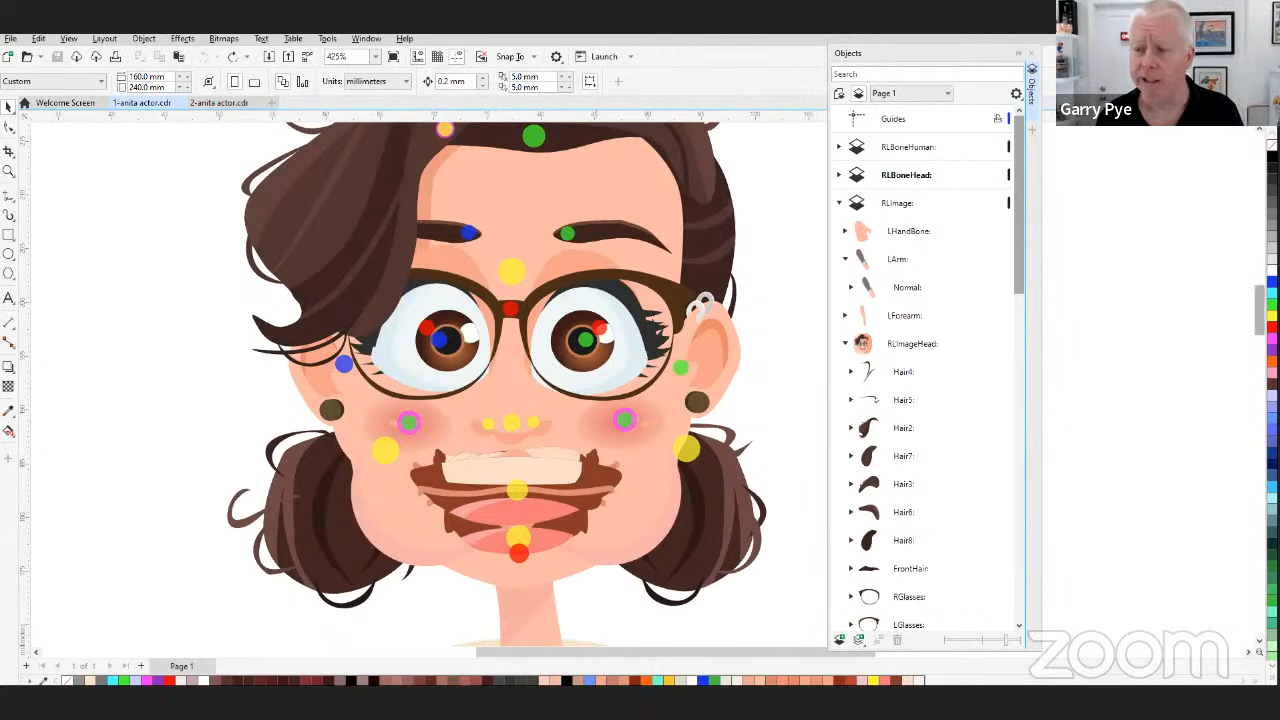 File Edit View Layout Object Effects Bitmaps Text Table Tools Window Help
PDF 425% Snap To Launch
Custom 160.0 mm 240.0 mm Units: millimeters 0.2 mm 5.0 mm 5.0 mm
Welcome Screen 1-anita actor.cdr 2-anita actor.cdr
Objects
Search
Page 1
Guides
RLBoneHuman:
RLBoneHead:
RLImage:
LHandBone:
LArm:
Normal:
LForearm:
RLImageHead:
Hair4:
Hair5:
Hair2:
Hair7:
Hair3:
Hair6:
Hair8:
FrontHair:
RGlasses:
LGlasses:
Objects
Garry Pye
millimeters
1 of 1 Page 1
zoom